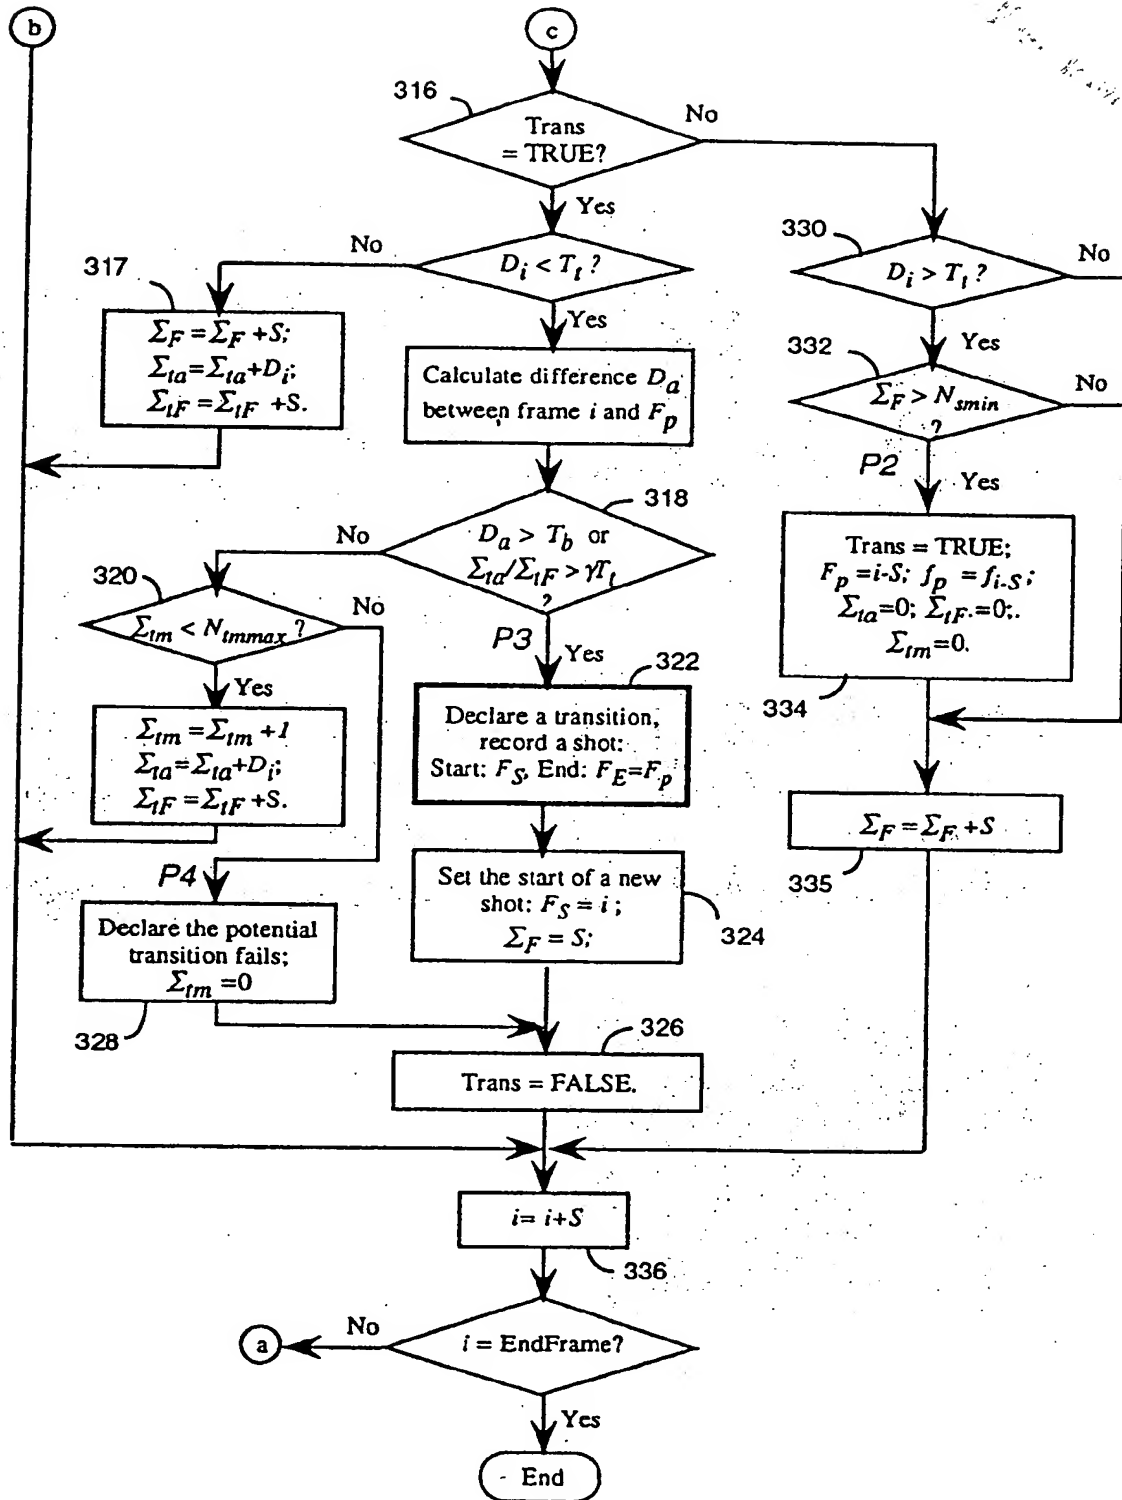 b
c
316
Trans
= TRUE?
No
Yes
330
D_i > T_t ?
No
Yes
No
D_i < T_t ?
Yes
317
Σ_F = Σ_F + S;
Σ_ta = Σ_ta + D_i;
Σ_tF = Σ_tF + S.
Calculate difference D_a
between frame i and F_p
332
Σ_F > N_smin
?
No
P2
Yes
318
D_a > T_b or
Σ_ta/Σ_tF > γT_t
?
No
P3
Yes
320
Σ_tm < N_tmmax ?
No
Yes
Trans = TRUE;
F_p = i-S; f_p = f_i-S;
Σ_ta=0; Σ_tF.=0;.
Σ_tm=0.
334
322
Declare a transition,
record a shot:
Start: F_S, End: F_E=F_p
Σ_tm = Σ_tm + 1
Σ_ta = Σ_ta + D_i;
Σ_tF = Σ_tF + S.
Σ_F = Σ_F + S
335
P4
Set the start of a new
shot: F_S = i ;
Σ_F = S;
324
Declare the potential
transition fails;
Σ_tm = 0
328
326
Trans = FALSE.
i= i+S
336
i = EndFrame?
No
a
Yes
End